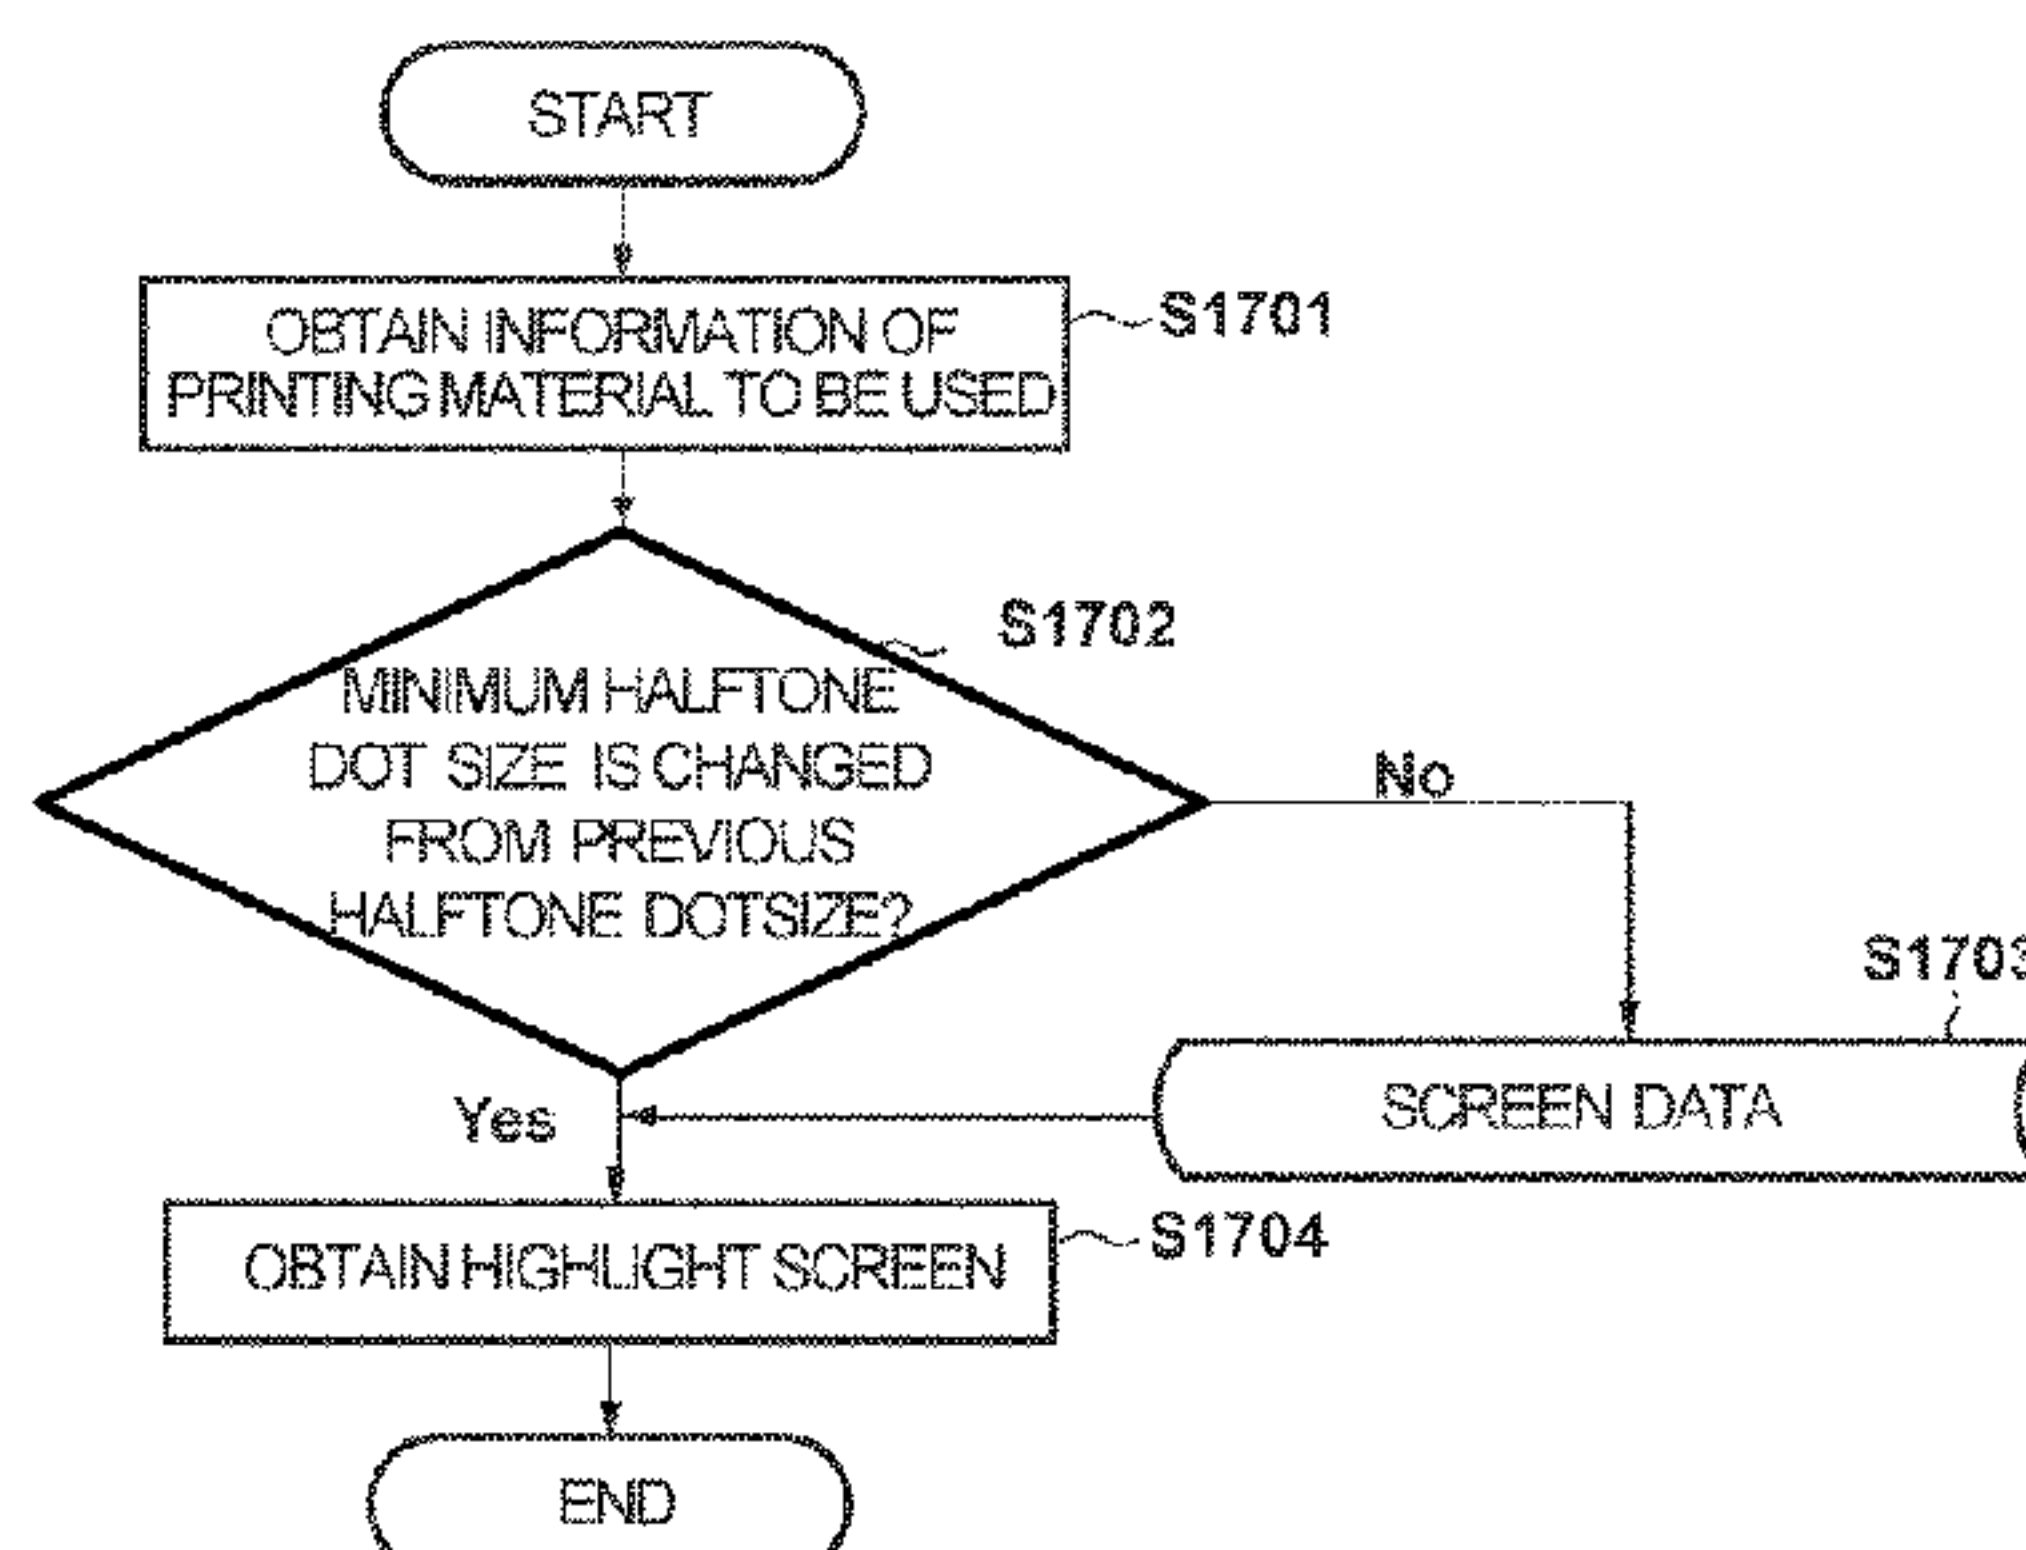 START
OBTAIN INFORMATION OF
PRINTING MATERIAL TO BE USED
S1701
S1702
MINIMUM HALFTONE
DOT SIZE IS CHANGED
FROM PREVIOUS
HALFTONE DOTSIZE?
No
S1703
SCREEN DATA
Yes
OBTAIN HIGHLIGHT SCREEN
S1704
END